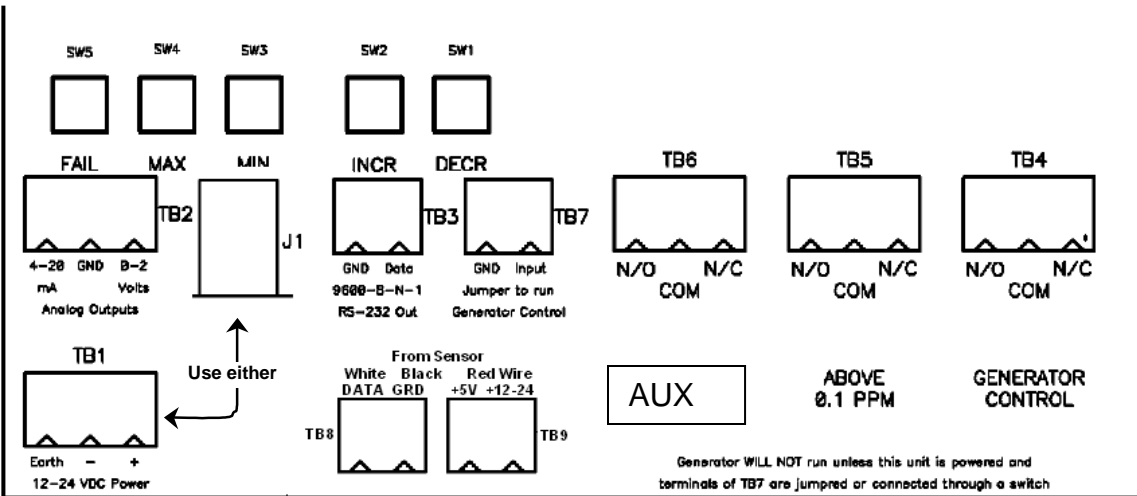 SW5 SW4 SW3 SW2 SW1
FAIL MAX MIN INCR DECR TB6 TB5 TB4
TB2 J1 TB3 TB7
4-20 GND 0-2
mA Volts
Analog Outputs
GND Data
9600-8-N-1
RS-232 Out
GND Input
Jumper to run
Generator Control
N/O N/C N/O N/C N/O N/C
COM COM COM
TB1
Use either
Earth - +
12-24 VDC Power
From Sensor
White Black Red Wire
DATA GRD +5V +12-24
TB8 TB9
AUX
ABOVE
0.1 PPM
GENERATOR
CONTROL
Generator WILL NOT run unless this unit is powered and
terminals of TB7 are jumpred or connected through a switch